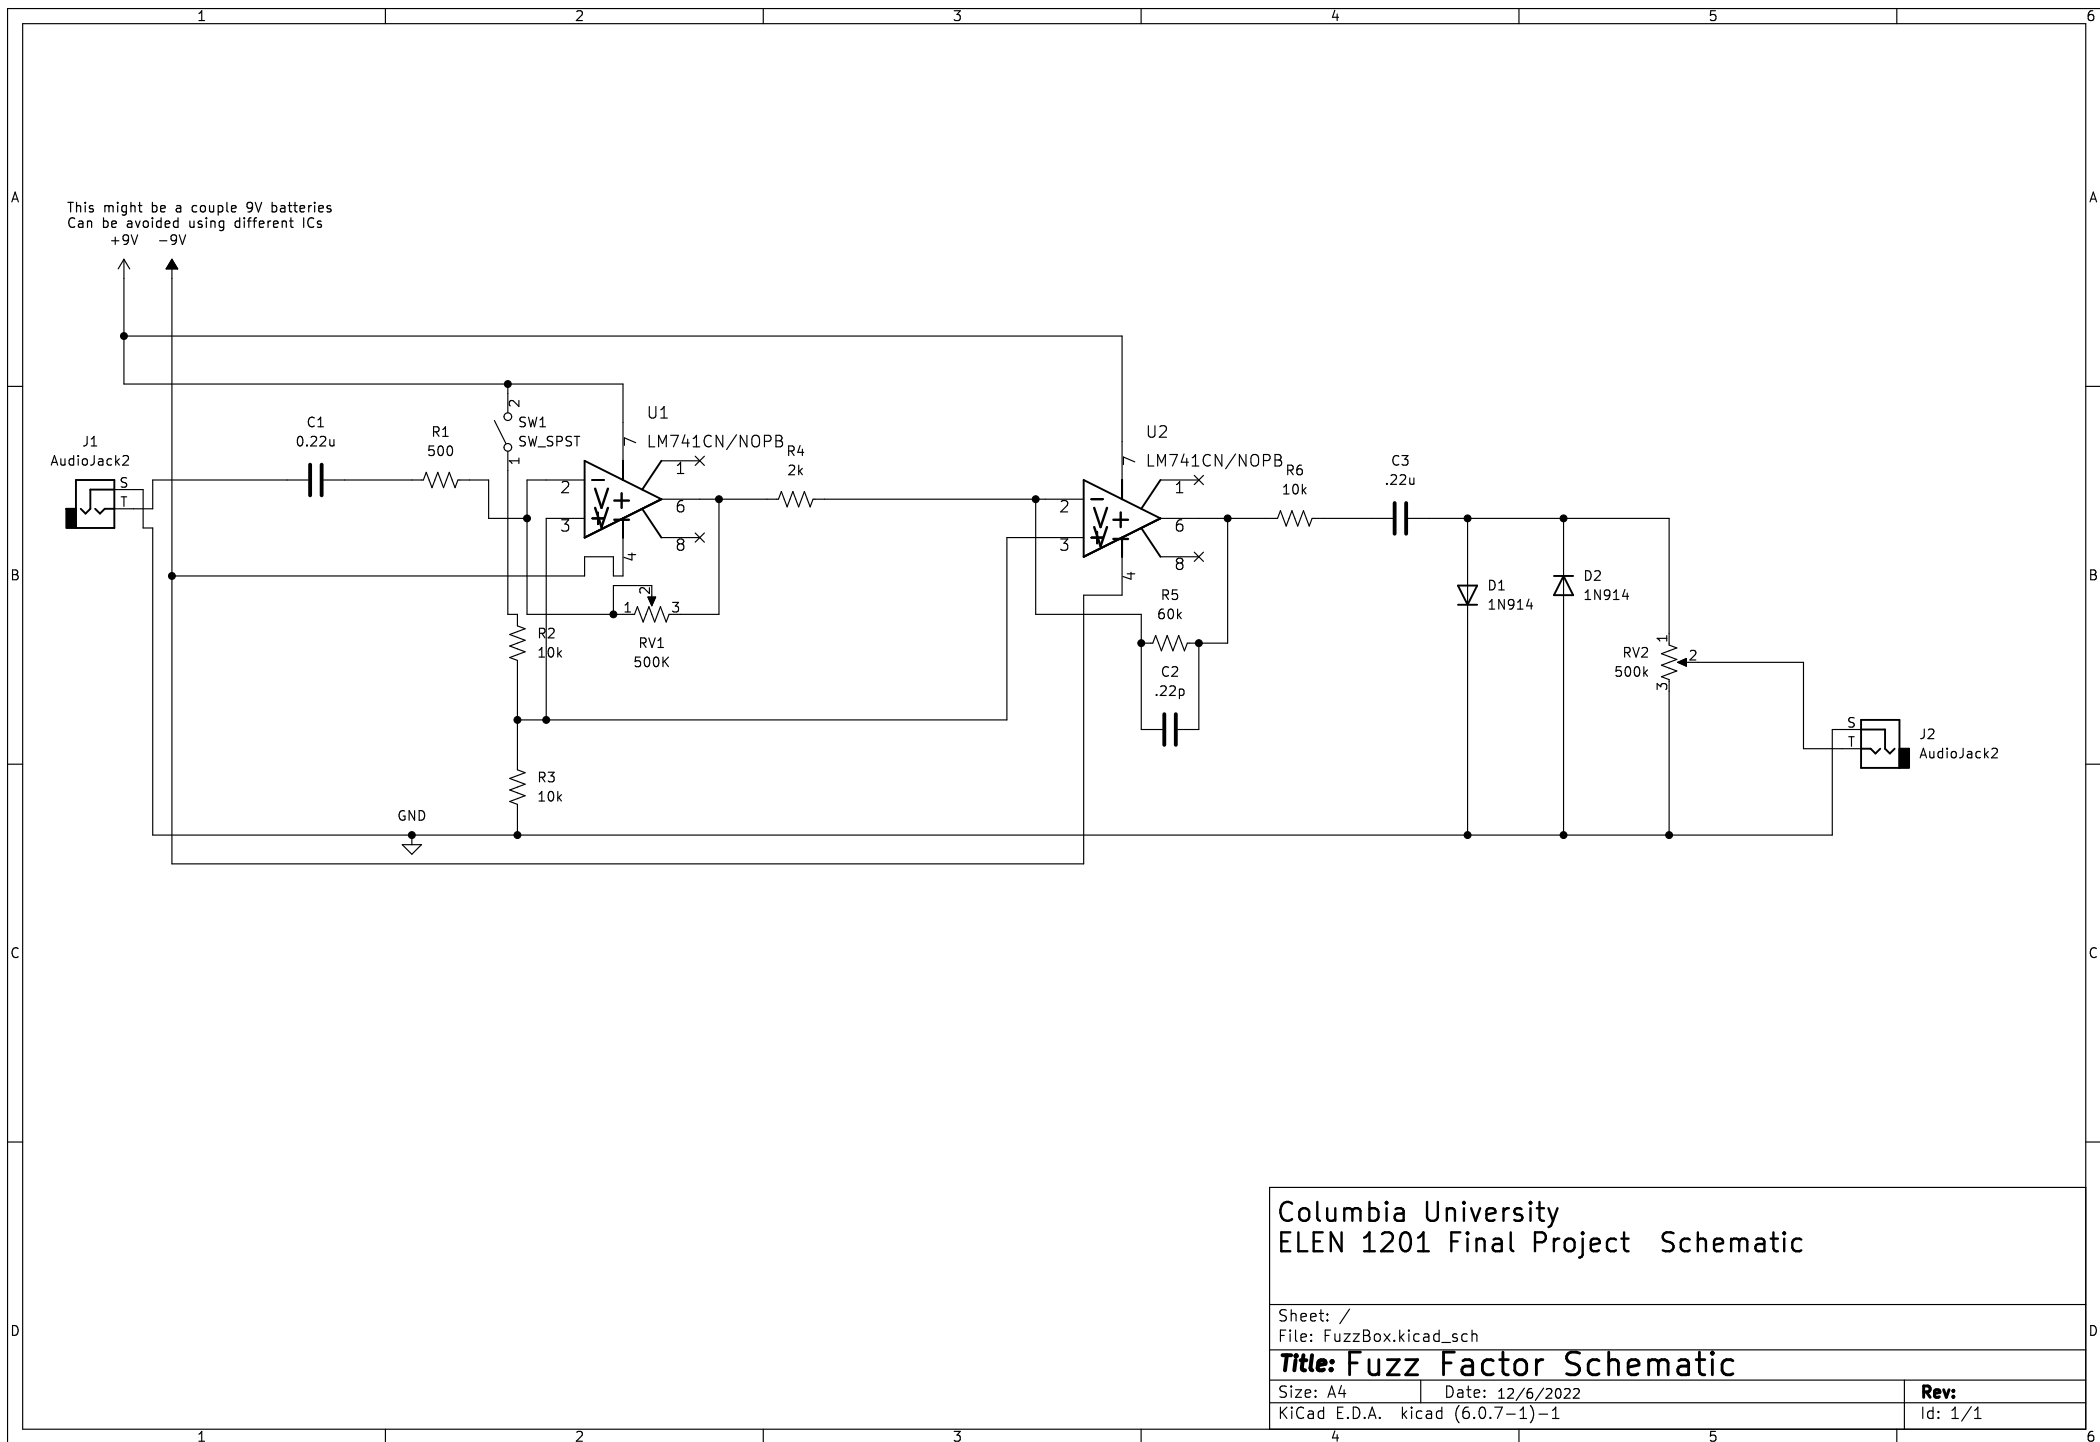 1 2 3 4 5 6
A A
This might be a couple 9V batteries
Can be avoided using different ICs
+9V -9V
J1
AudioJack2
S
T
C1
0.22u
R1
500
2
SW1
SW_SPST
1
U1
LM741CN/NOPB
7
2
3
1
6
8
4
V+
V-
-
+
R4
2k
1 2 3
RV1
500K
R2
10k
R3
10k
GND
U2
LM741CN/NOPB
7
2
3
1
6
8
4
V+
V-
-
+
R5
60k
C2
.22p
R6
10k
C3
.22u
D1
1N914
D2
1N914
RV2
500k
1
2
3
S
T
J2
AudioJack2
B B
C C
D D
Columbia University
ELEN 1201 Final Project Schematic
Sheet: /
File: FuzzBox.kicad_sch
Title: Fuzz Factor Schematic
Size: A4 Date: 12/6/2022 Rev:
KiCad E.D.A. kicad (6.0.7-1)-1 Id: 1/1
1 2 3 4 5 6